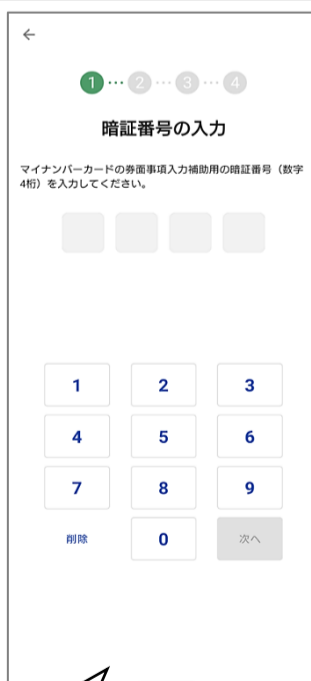 1 2 3 4
暗証番号の入力
マイナンバーカードの券面事項入力補助用の暗証番号（数字
4桁）を入力してください。
1 2 3
4 5 6
7 8 9
削除 0 次へ